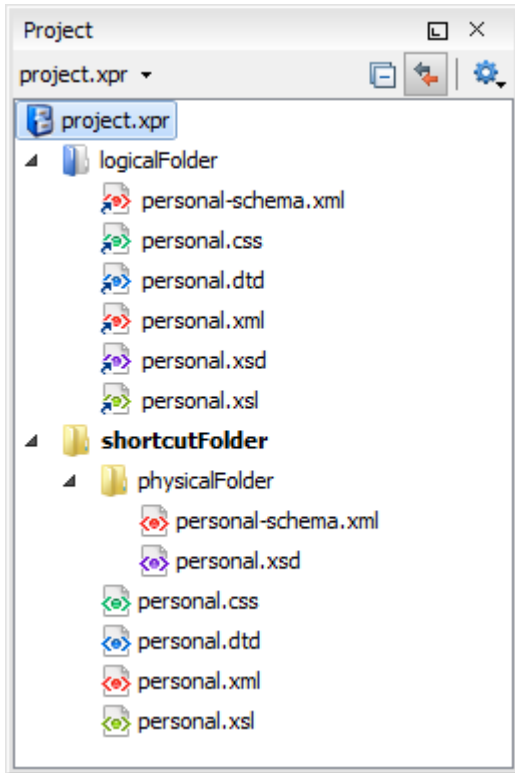 Project
project.xpr
project.xpr
logicalFolder
personal-schema.xml
personal.css
personal.dtd
personal.xml
personal.xsd
personal.xsl
shortcutFolder
physicalFolder
personal-schema.xml
personal.xsd
personal.css
personal.dtd
personal.xml
personal.xsl